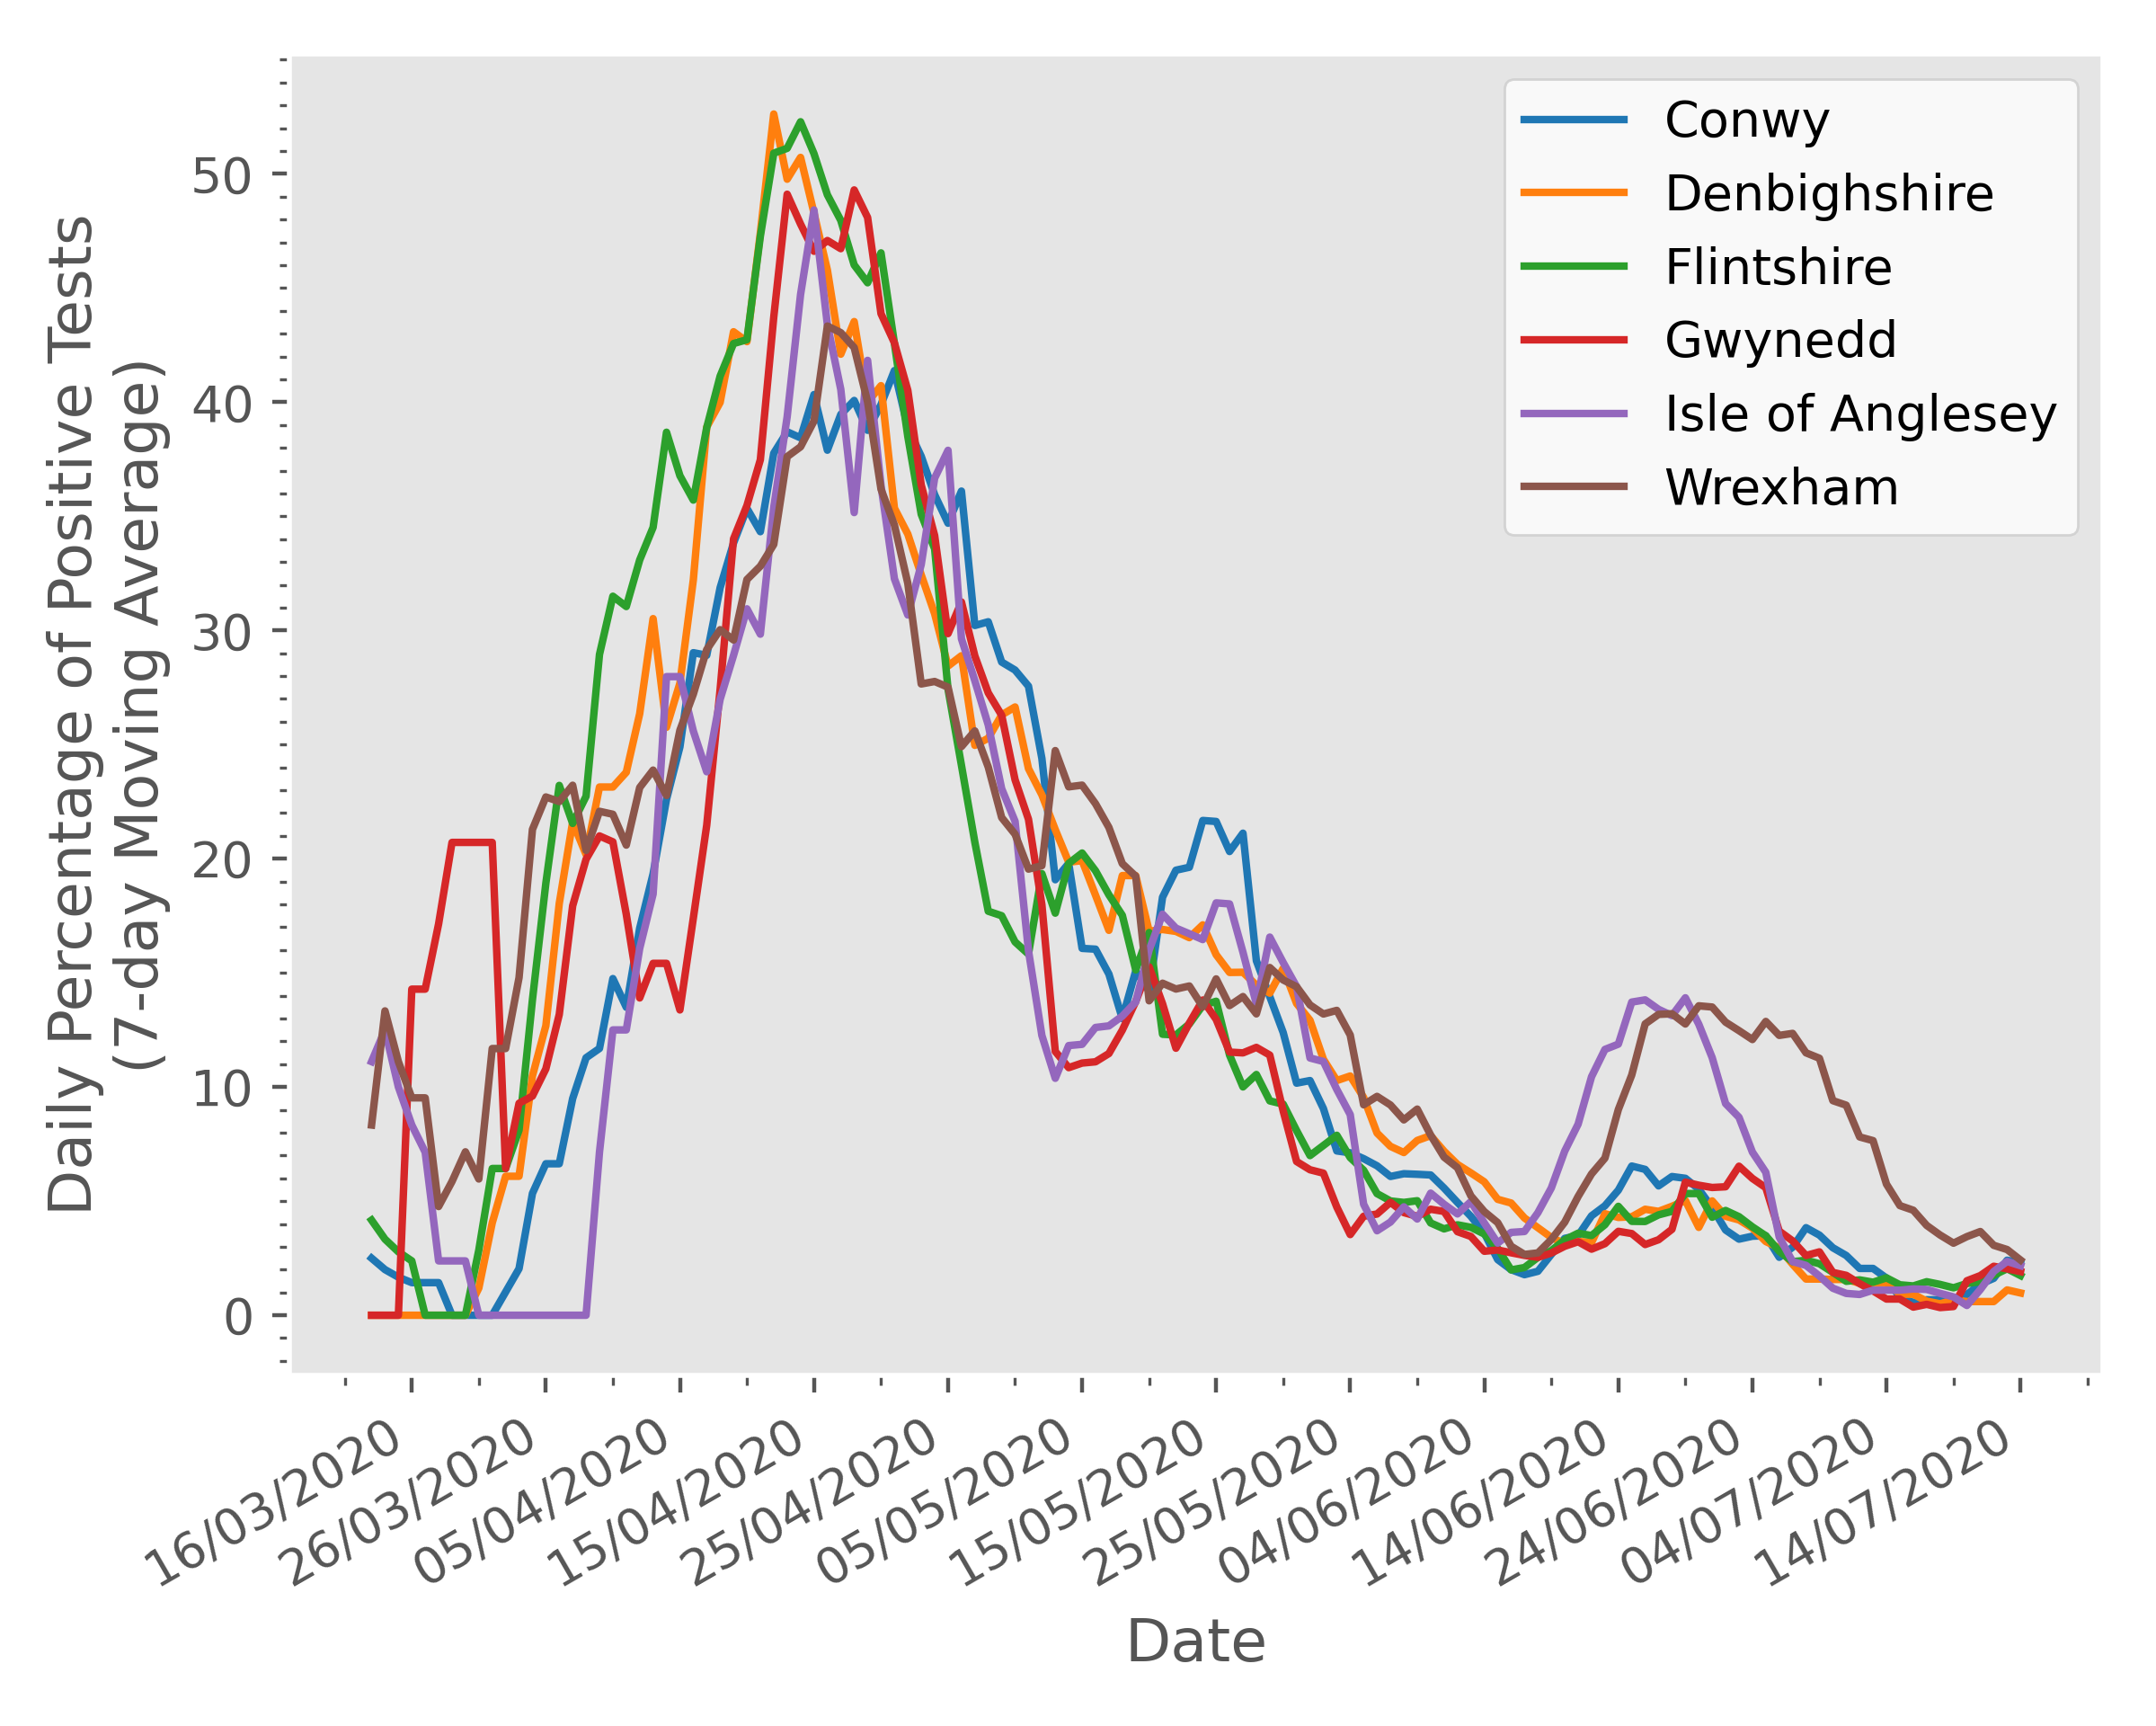 Daily Percentage of Positive Tests
(7-day Moving Average)
50
40
30
20
10
0
Conwy
Denbighshire
Flintshire
Gwynedd
Isle of Anglesey
Wrexham
16/03/2020
26/03/2020
05/04/2020
15/04/2020
25/04/2020
05/05/2020
15/05/2020
25/05/2020
04/06/2020
14/06/2020
24/06/2020
04/07/2020
14/07/2020
Date